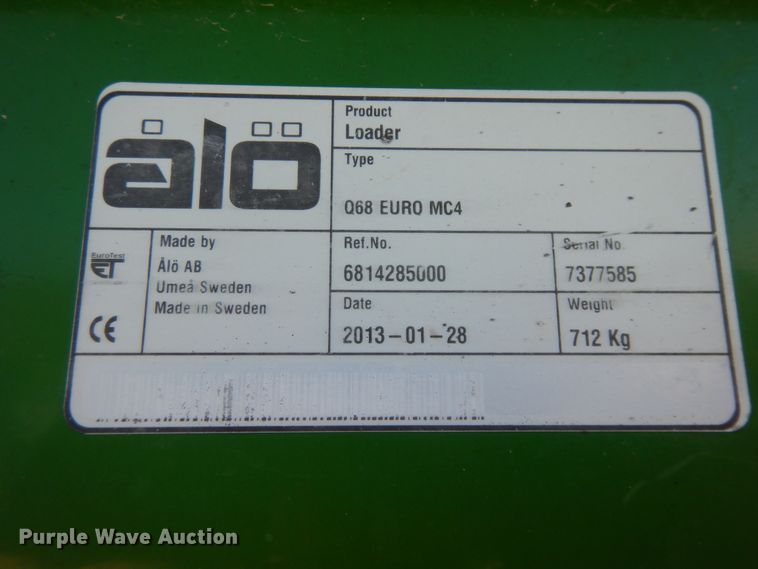 älö
Product
Loader
Type
Q68 EURO MC4
EuroTest
ET
CE
Made by
Ålö AB
Umeå Sweden
Made in Sweden
Ref.No.
6814285000
Serial No.
7377585
Date
2013-01-28
Weight
712 Kg
Purple Wave Auction